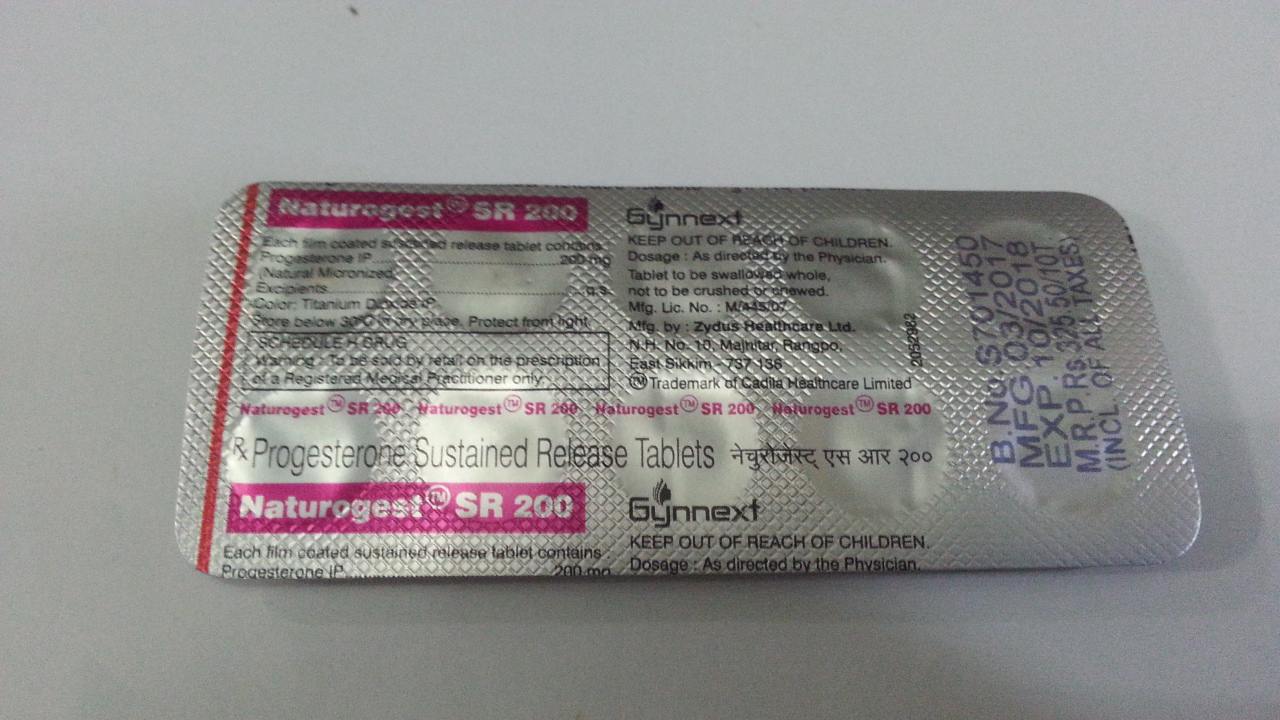 Naturogest™ SR 200
Each film coated sustained release tablet contains:
Progesterone IP 200 mg
(Natural Micronized
Excipients q.s.
Color: Titanium Dioxide IP
Store below 30°C in dry place. Protect from light.
SCHEDULE H DRUG
Warning : To be sold by retail on the prescription
of a Registered Medical Practitioner only.
Gynnext
KEEP OUT OF REACH OF CHILDREN.
Dosage : As directed by the Physician.
Tablet to be swallowed whole,
not to be crushed or chewed.
Mfg. Lic. No. : M/445/07
Mfg. by : Zydus Healthcare Ltd.
N.H. No. 10, Majhitar, Rangpo,
East Sikkim - 737 136
™ Trademark of Cadila Healthcare Limited
2052982
Naturogest™ SR 200 Naturogest™ SR 200 Naturogest™ SR 200 Naturogest™ SR 200
℞ Progesterone Sustained Release Tablets नेचुरोजेस्ट् एस आर २००
Naturogest™ SR 200
Each film coated sustained release tablet contains :
Progesterone IP 200 mg
Gynnext
KEEP OUT OF REACH OF CHILDREN.
Dosage : As directed by the Physician.
B.No S701450
MFG 03/2017
EXP 10/2018
M.R.P. Rs 325.50/10T
(INCL. OF ALL TAXES)